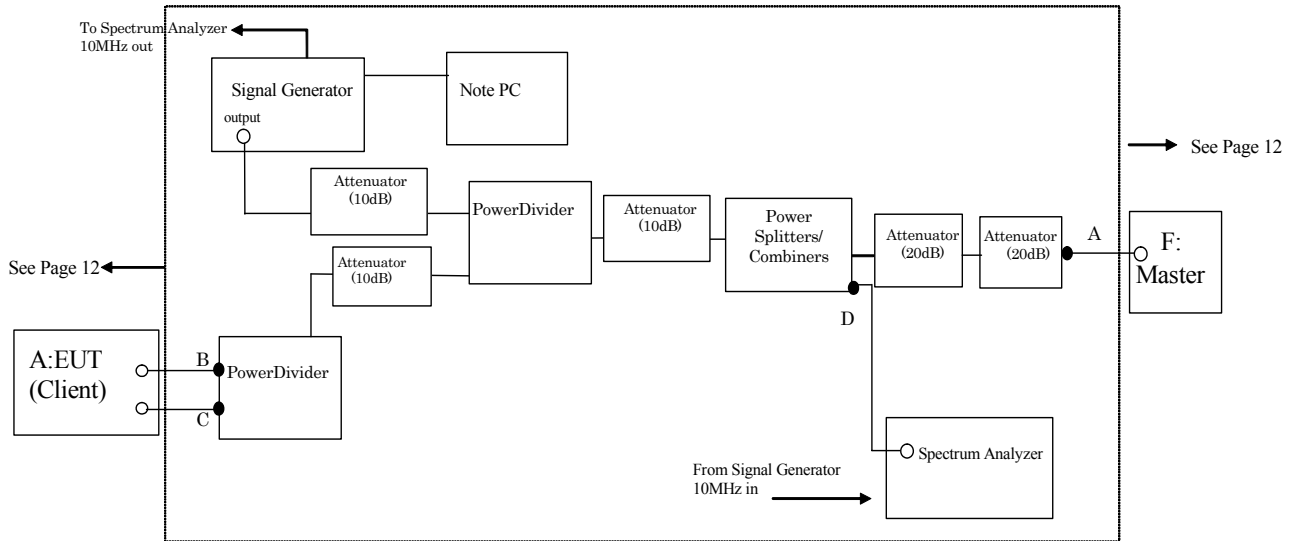 To Spectrum Analyzer
10MHz out
Signal Generator
output
Note PC
See Page 12
Attenuator
(10dB)
PowerDivider
Attenuator
(10dB)
Power
Splitters/
Combiners
Attenuator
(20dB)
Attenuator
(20dB)
A
F:
Master
See Page 12
Attenuator
(10dB)
D
A:EUT
(Client)
B
C
PowerDivider
From Signal Generator
10MHz in
Spectrum Analyzer